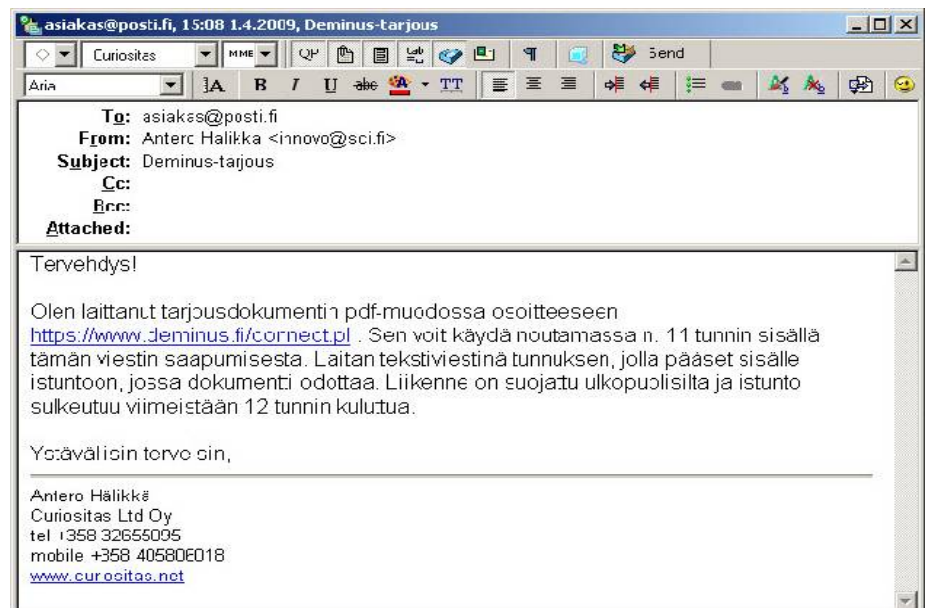 asiakas@posti.fi, 15:08 1.4.2009, Deminus-tarjous
Curiositas MME QP Send
Aria
To: asiakas@posti.fi
From: Antero Halikka <innovo@sci.fi>
Subject: Deminus-tarjous
Cc:
Bcc:
Attached:
Tervehdys!
Olen laittanut tarjousdokumentin pdf-muodossa osoitteeseen
https://www.deminus.fi/connect.pl . Sen voit käydä noutamassa n. 11 tunnin sisällä
tämän viestin saapumisesta. Laitan tekstiviestinä tunnuksen, jolla pääset sisälle
istuntoon, jossa dokumentti odottaa. Liikenne on suojattu ulkopuolisilta ja istunto
sulkeutuu viimeistään 12 tunnin kuluttua.
Ystävällisin terveisin,
Antero Hälikkä
Curiositas Ltd Oy
tel +358 32655095
mobile +358 405806018
www.curositas.net